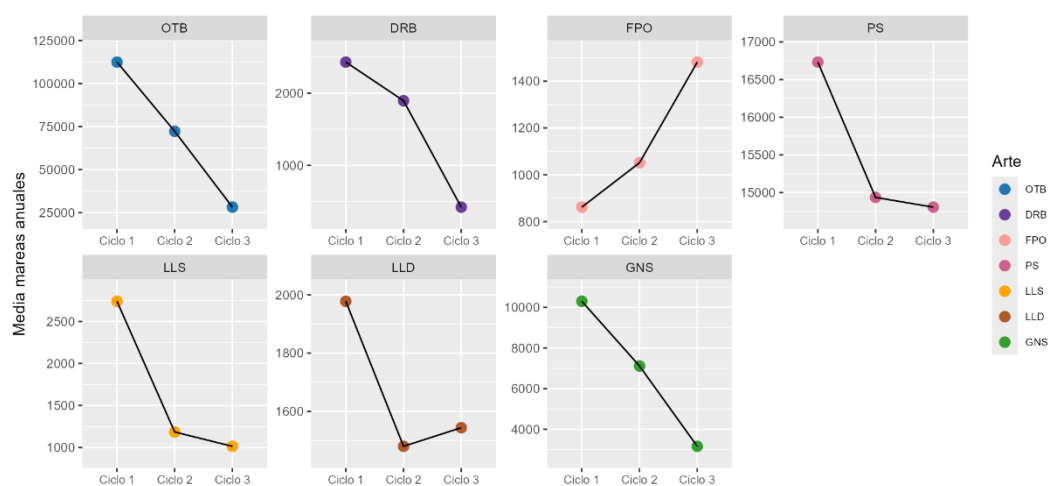 OTB
DRB
FPO
PS
125000
100000
75000
50000
25000
2000
1000
1400
1200
1000
800
17000
16500
16000
15500
15000
Ciclo 1 Ciclo 2 Ciclo 3
Ciclo 1 Ciclo 2 Ciclo 3
Ciclo 1 Ciclo 2 Ciclo 3
Ciclo 1 Ciclo 2 Ciclo 3
LLS
LLD
GNS
2500
2000
1500
1000
2000
1800
1600
10000
8000
6000
4000
Ciclo 1 Ciclo 2 Ciclo 3
Ciclo 1 Ciclo 2 Ciclo 3
Ciclo 1 Ciclo 2 Ciclo 3
Media mareas anuales
Arte
OTB
DRB
FPO
PS
LLS
LLD
GNS